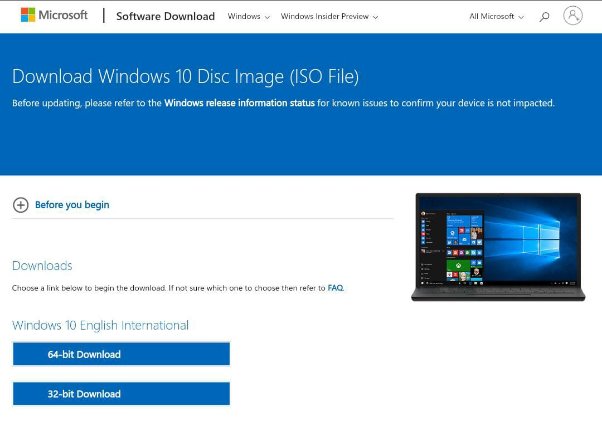 Microsoft Software Download Windows Windows Insider Preview All Microsoft
Download Windows 10 Disc Image (ISO File)
Before updating, please refer to the Windows release information status for known issues to confirm your device is not impacted.
Before you begin
Downloads
Choose a link below to begin the download. If not sure which one to choose then refer to FAQ.
Windows 10 English International
64-bit Download
32-bit Download